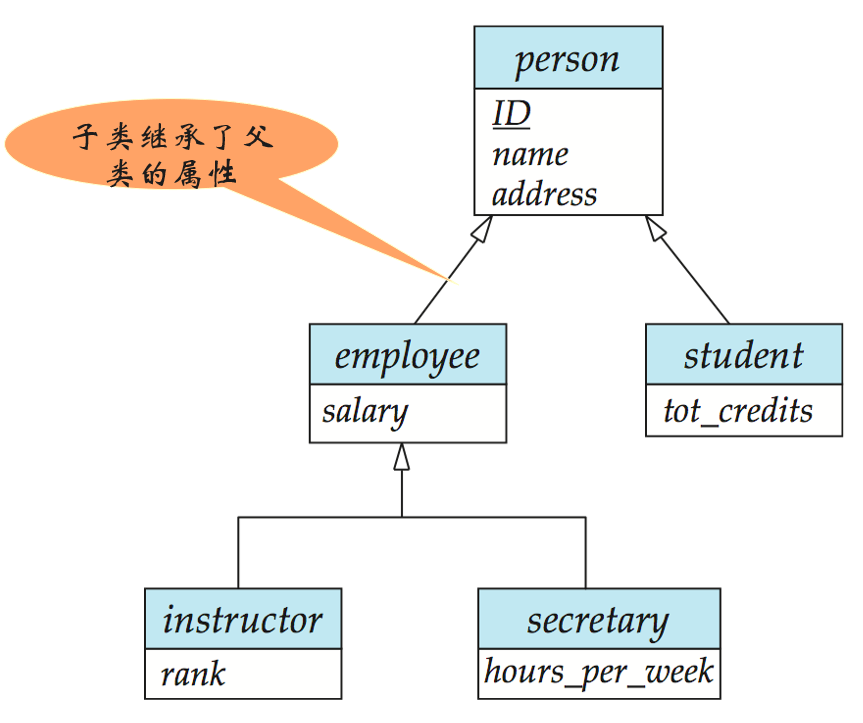 person
ID
name
address
子类继承了父
类的属性
employee
salary
student
tot_credits
instructor
rank
secretary
hours_per_week